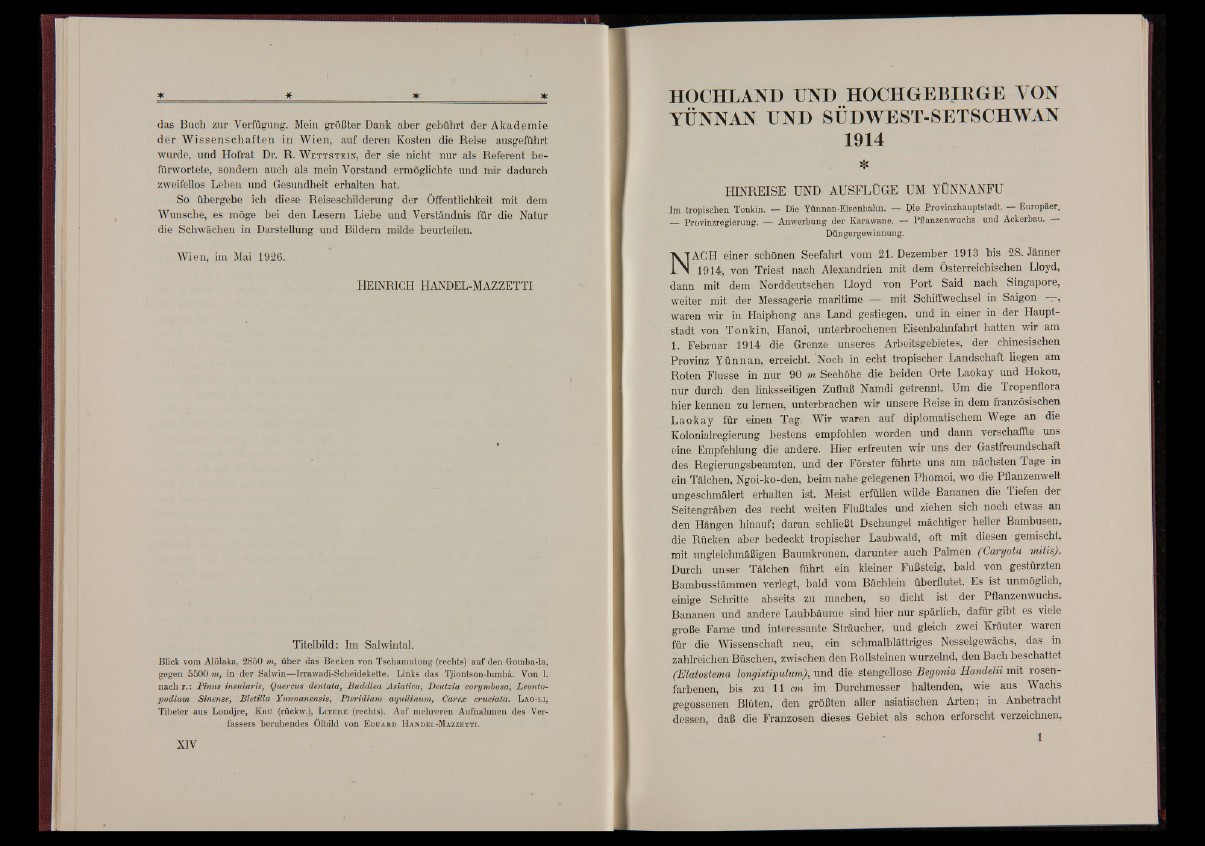 das Buch zur Verfügung. Mein größter Dank aber gebührt der Akademie
der Wissenschaften in Wien, auf deren Kosten die Reise ausgeführt
wurde, und Hofrat Dr. R. WETTSTEIN, der sie nicht nur als Referent be-
fürwortete, sondern auch als mein Vorstand ermöglichte und mir dadurch
zweifellos Leben und Gesundheit erhalten hat.
So übergebe ich diese Reiseschilderung der Öffentlichkeit mit dem
Wunsche, es möge bei den Lesern Liebe und Verständnis für die Natur
die Schwächen in Darstellung und Bildern milde beurteilen.
Wien, im Mai 1926.
HEINRICH HANDEL-MAZZETTI
Titelbild: Im Salwintal.
Blick vom Alülaka, 2850 m, über das Becken von Tschamutong (rechts) auf den Gomba-la,
gegen 5500 m, in der Salwin—Irrawadi-Scheidekette. Links das Tjiontson-lumbä. Von l.
nach r.: Pinus insularis, Quercus dentata, Buddlea Asiatica, Deutzia corymbosa, Leonto-
podium Sinense, Bletilla Yunnanensis, Pteridium aquilinum, Carex cruciata. LAO-LI,
Tibeter aus Londjre, KRU (rückw.), LITERE (rechts). Auf mehreren Aufnahmen des Ver-
fassers beruhendes Ölbild von EDUARD HANDEL-MAZZETTI.
XIV
HOCHLAND UND HOCHGEBIRGE VON
YÜNNAN UND SÜDWEST-SETSCHWAN
1914
HINREISE UND AUSFLÜGE UM YÜNNANFU
Im tropischen Tonkin. — Die Yünnan-Eisenbahn. — Die Provinzhauptstadt. — Europäer,
— Provinzregierung. — Anwerbung der Karawane. — Pflanzenwuchs und Ackerbau. —
Düngergewinnung.
NACH einer schönen Seefahrt vom 21. Dezember 1913 bis 28. Jänner
1914, von Triest nach Alexandrien mit dem Österreichischen Lloyd,
dann mit dem Norddeutschen Lloyd von Port Said nach Singapore,
weiter mit der Messagerie maritime — mit Schiffwechsel in Saigon —,
waren wir in Haiphong ans Land gestiegen, und in einer in der Haupt-
stadt von Tonkin, Hanoi, unterbrochenen Eisenbahnfahrt hatten wir am
1. Februar 1914 die Grenze unseres Arbeitsgebietes, der chinesischen
Provinz Yünnan, erreicht. Noch in echt tropischer Landschaft liegen am
Roten Flusse in nur 90 m Seehöhe die beiden Orte Laokay und Hokou,
nur durch den linksseitigen Zufluß Namdi getrennt. Um die Tropenflora
hier kennen zu lernen, unterbrachen wir unsere Reise in dem französischen
Laokay für einen Tag. Wir waren auf diplomatischem Wege an die
Kolonialregierung bestens empfohlen worden und dann verschaffte uns
eine Empfehlung die andere. Hier erfreuten wir uns der Gastfreundschaft
des Regierungsbeamten, und der Förster führte uns am nächsten Tage in
ein Tälchen, Ngoi-ko-den, beim nahe gelegenen Phomoi, wo die Pflanzenwelt
ungeschmälert erhalten ist. Meist erfüllen wilde Bananen die Tiefen der
Seitengräben des recht weiten Flußtales und ziehen sich noch etwas an
den Hängen hinauf; daran schließt Dschungel mächtiger heller Bambusen,
die Rücken aber bedeckt tropischer Laubwald, oft mit diesen gemischt,
mit ungleichmäßigen Baumkronen, darunter auch Palmen (Caryota mitis).
Durch unser Tälchen führt ein kleiner Fußsteig, bald von gestürzten
Bambusstämmen verlegt, bald vom Bächlein überflutet. Es ist unmöglich,
einige Schritte abseits zu machen, so dicht ist der Pflanzenwuchs.
Bananen und andere Laubbäume sind hier nur spärlich, dafür gibt es viele
große Farne und interessante Sträucher, und gleich zwei Kräuter waren
für die Wissenschaft neu, ein schmalblättriges Nesselgewächs, das in
zahlreichen Büschen, zwischen den Rollsteinen wurzelnd, den Bach beschattet
(Elatostema longistipulum), und die stengellose Begonia Handelii mit rosen-
farbenen, bis zu 11 cm im Durchmesser haltenden, wie aus Wachs
gegossenen Blüten, den größten aller asiatischen Arten; in Anbetracht
dessen, daß die Franzosen dieses Gebiet als schon erforscht verzeichnen,
1